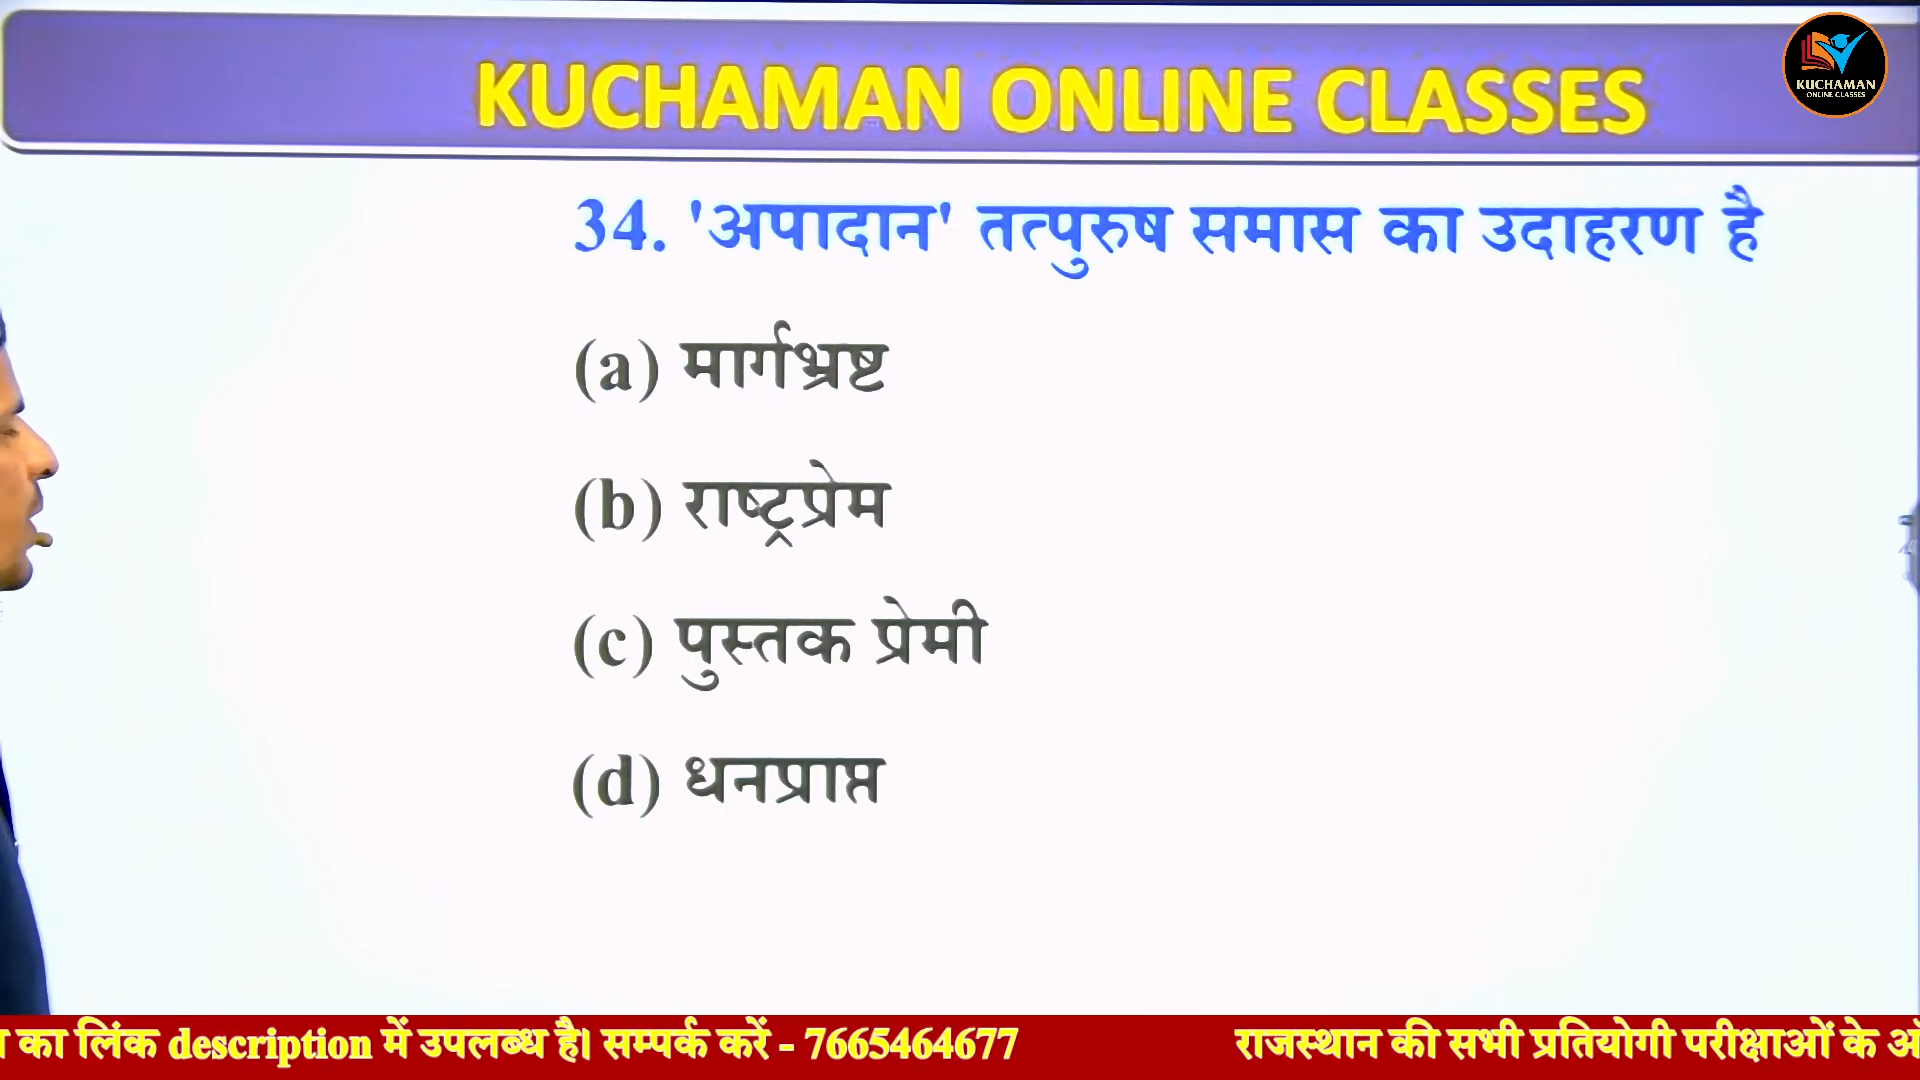 KUCHAMAN ONLINE CLASSES
KUCHAMAN
ONLINE CLASSES
34. 'अपादान' तत्पुरुष समास का उदाहरण है
(a) मार्गभ्रष्ट
(b) राष्ट्रप्रेम
(c) पुस्तक प्रेमी
(d) धनप्राप्त
का लिंक description में उपलब्ध है। सम्पर्क करें - 7665464677 राजस्थान की सभी प्रतियोगी परीक्षाओं के